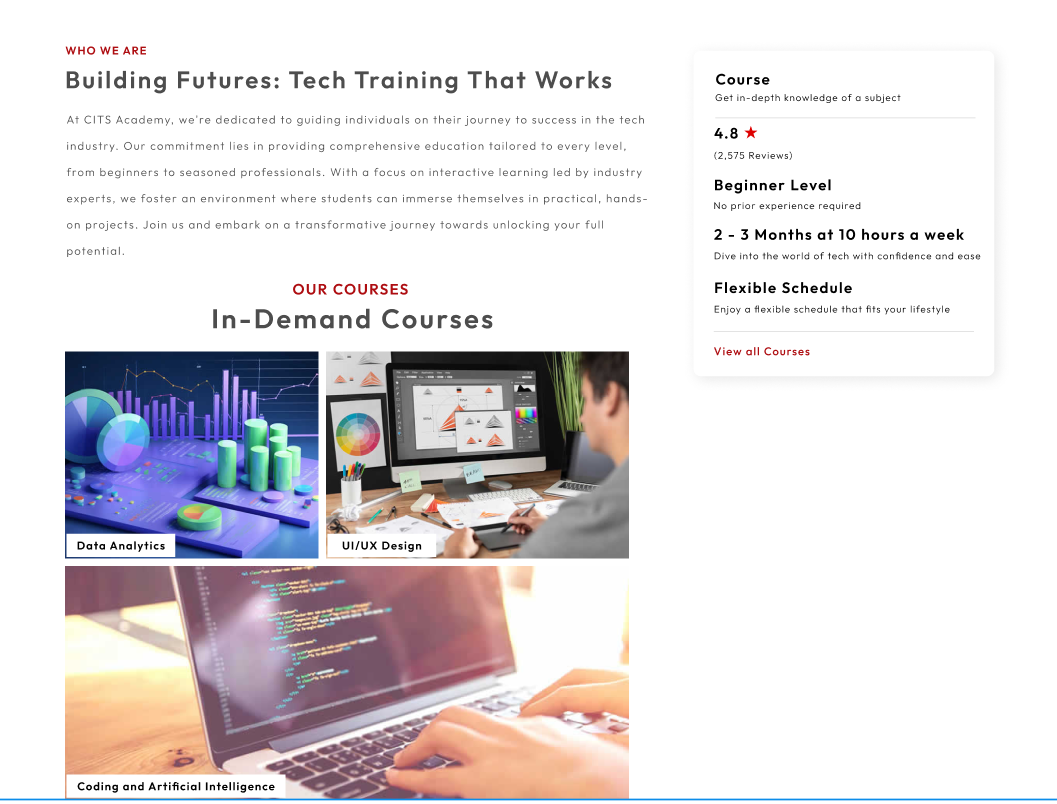 WHO WE ARE
Building Futures: Tech Training That Works
At CITS Academy, we're dedicated to guiding individuals on their journey to success in the tech
industry. Our commitment lies in providing comprehensive education tailored to every level,
from beginners to seasoned professionals. With a focus on interactive learning led by industry
experts, we foster an environment where students can immerse themselves in practical, hands-
on projects. Join us and embark on a transformative journey towards unlocking your full
potential.
OUR COURSES
In-Demand Courses
Data Analytics
UI/UX Design
Coding and Artificial Intelligence
Course
Get in-depth knowledge of a subject
4.8 ★
(2,575 Reviews)
Beginner Level
No prior experience required
2 - 3 Months at 10 hours a week
Dive into the world of tech with confidence and ease
Flexible Schedule
Enjoy a flexible schedule that fits your lifestyle
View all Courses